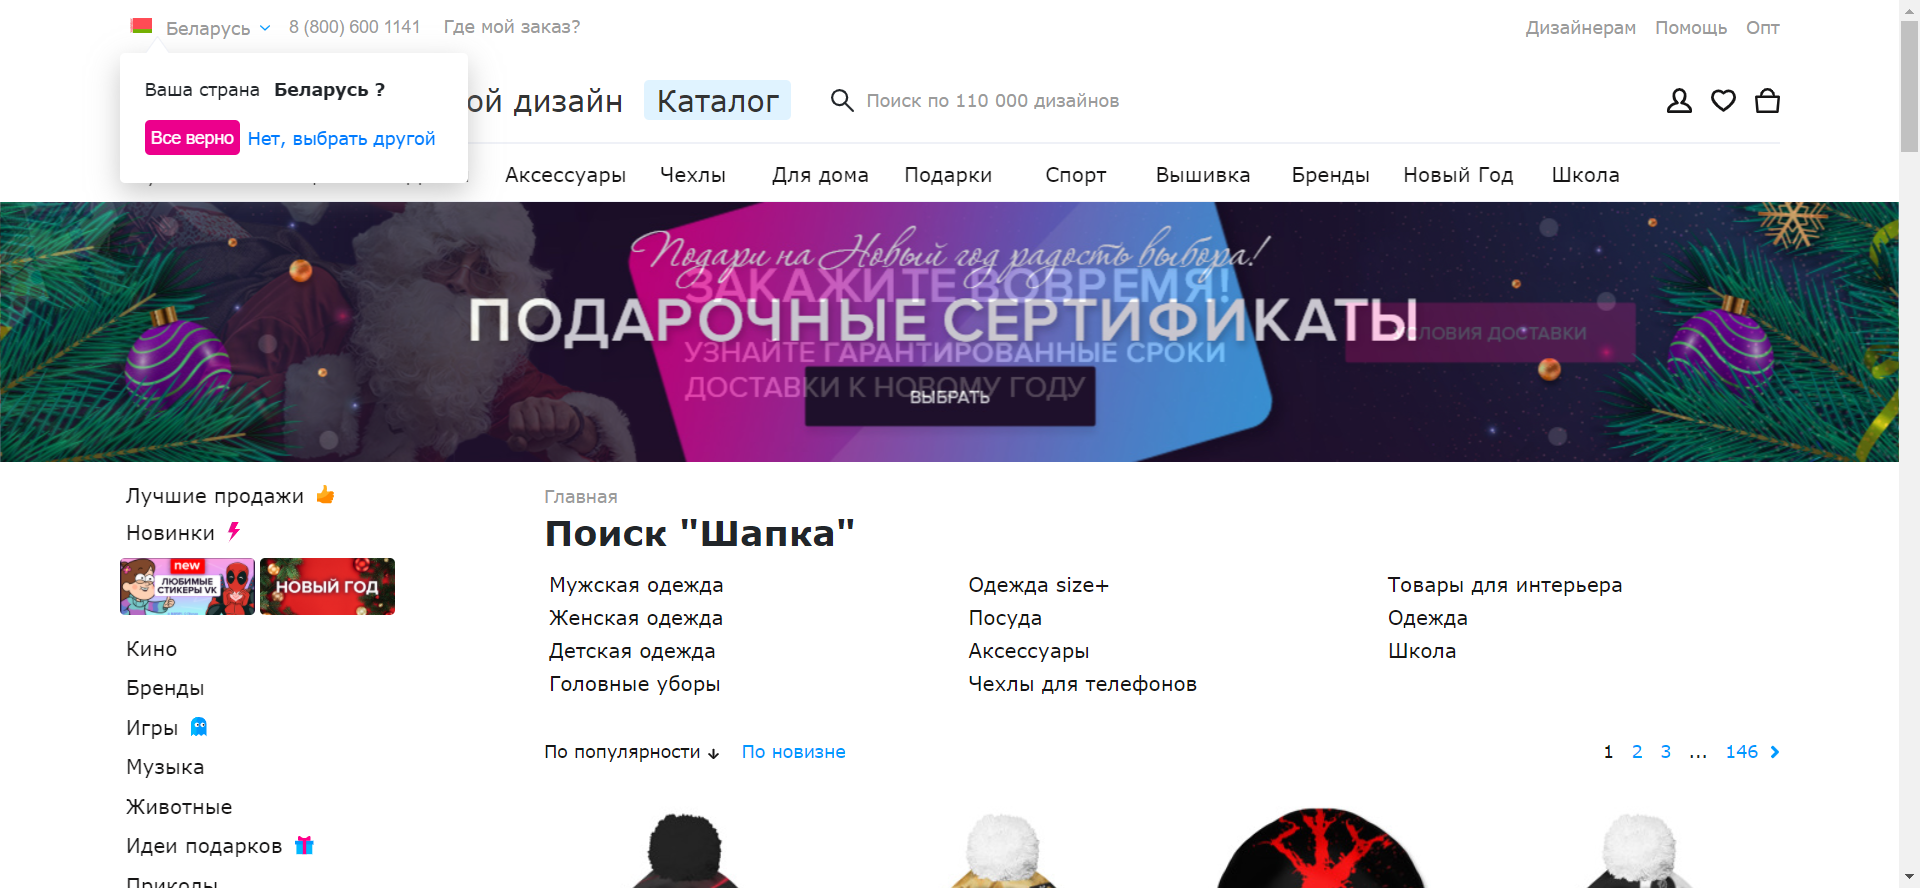 Беларусь 8 (800) 600 1141 Где мой заказ? Дизайнерам Помощь Опт
Ваша страна Беларусь ?
Все верно Нет, выбрать другой
ой дизайн Каталог Поиск по 110 000 дизайнов
Аксессуары Чехлы Для дома Подарки Спорт Вышивка Бренды Новый Год Школа
Подари на Новый год радость выбора!
ЗАКАЖИТЕ ВОВРЕМЯ!
ПОДАРОЧНЫЕ СЕРТИФИКАТЫ
УСЛОВИЯ ДОСТАВКИ
УЗНАЙТЕ ГАРАНТИРОВАННЫЕ СРОКИ
ДОСТАВКИ К НОВОМУ ГОДУ
ВЫБРАТЬ
Лучшие продажи
Новинки
new
ЛЮБИМЫЕ
СТИКЕРЫ VK
НОВЫЙ ГОД
Кино
Бренды
Игры
Музыка
Животные
Идеи подарков
Приколы
Главная
Поиск "Шапка"
Мужская одежда Одежда size+ Товары для интерьера
Женская одежда Посуда Одежда
Детская одежда Аксессуары Школа
Головные уборы Чехлы для телефонов
По популярности По новизне 1 2 3 ... 146